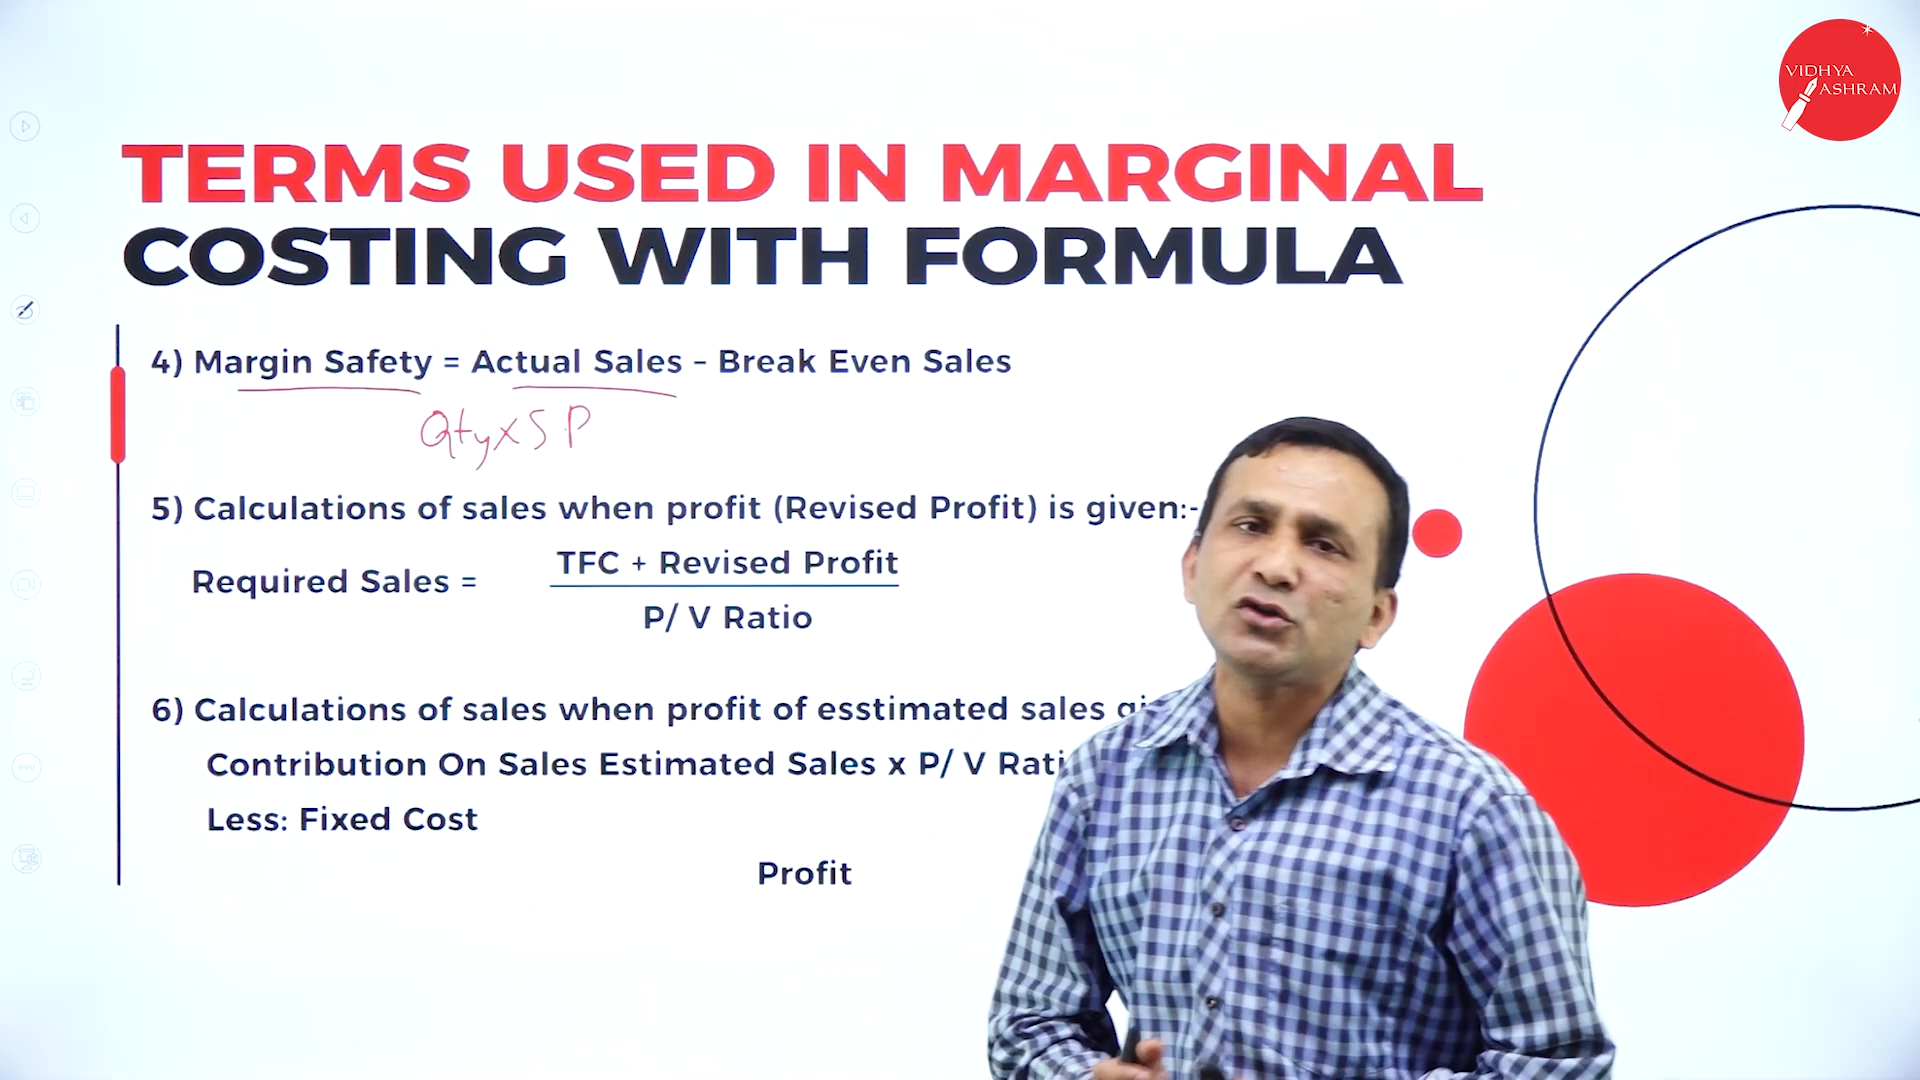 VIDHYA
ASHRAM
TERMS USED IN MARGINAL
COSTING WITH FORMULA
4) Margin Safety = Actual Sales – Break Even Sales
Qty x S P
5) Calculations of sales when profit (Revised Profit) is given:-
Required Sales = TFC + Revised Profit
P/ V Ratio
6) Calculations of sales when profit of esstimated sales
Contribution On Sales Estimated Sales x P/ V
Less: Fixed Cost
Profit